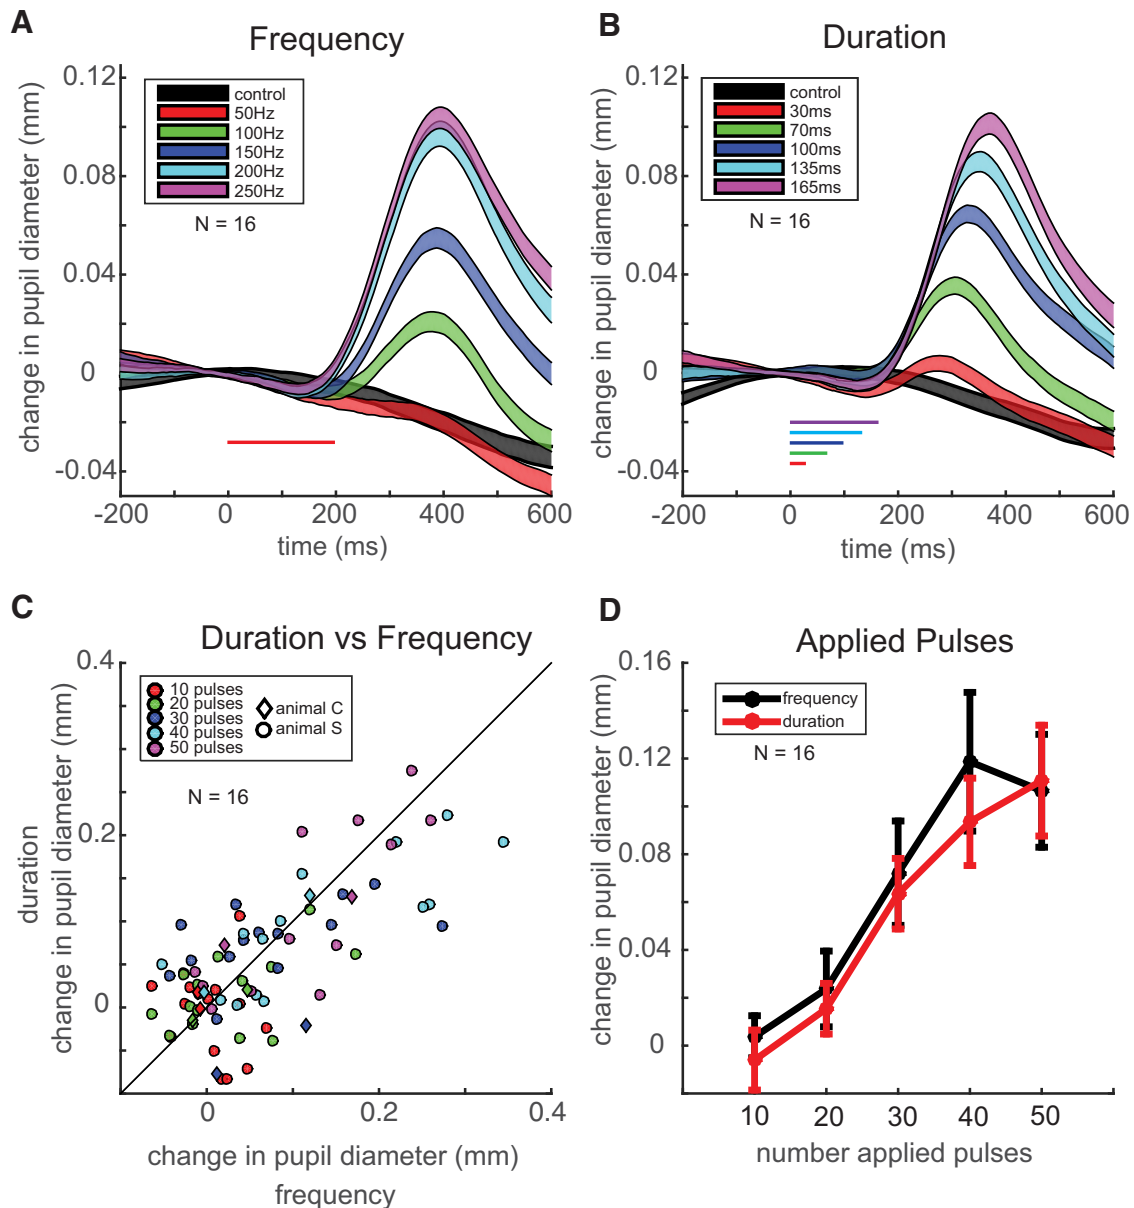 A
Frequency
change in pupil diameter (mm)
0.12
0.08
0.04
0
-0.04
control
50Hz
100Hz
150Hz
200Hz
250Hz
N = 16
-200 0 200 400 600
time (ms)
B
Duration
change in pupil diameter (mm)
0.12
0.08
0.04
0
-0.04
control
30ms
70ms
100ms
135ms
165ms
N = 16
-200 0 200 400 600
time (ms)
C
Duration vs Frequency
duration
change in pupil diameter (mm)
0.4
0.2
0
10 pulses
20 pulses
30 pulses
40 pulses
50 pulses
animal C
animal S
N = 16
0 0.2 0.4
change in pupil diameter (mm)
frequency
D
Applied Pulses
change in pupil diameter (mm)
0.16
0.12
0.08
0.04
0
frequency
duration
N = 16
10 20 30 40 50
number applied pulses